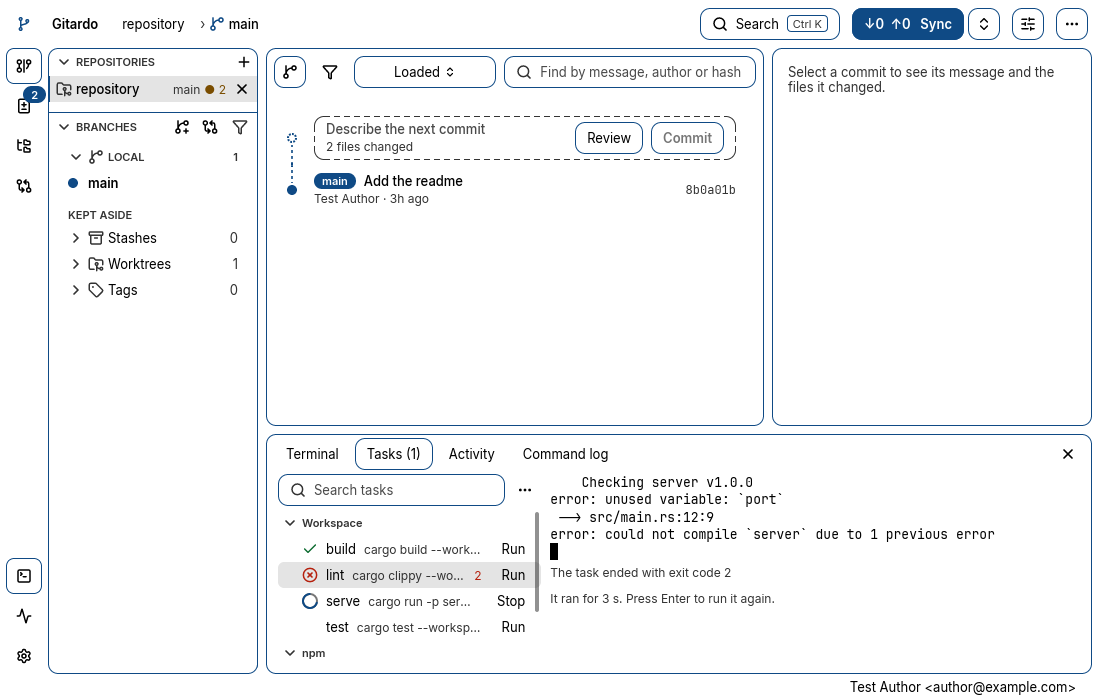 Gitardo repository › main Search Ctrl K ↓0 ↑0 Sync
REPOSITORIES
repository main 2
2
BRANCHES
LOCAL 1
main
KEPT ASIDE
Stashes 0
Worktrees 1
Tags 0
Loaded Find by message, author or hash
Describe the next commit
2 files changed
Review Commit
main Add the readme
Test Author · 3h ago
8b0a01b
Select a commit to see its message and the
files it changed.
Terminal Tasks (1) Activity Command log
Search tasks
Workspace
build cargo build --work... Run
lint cargo clippy --wo... 2 Run
serve cargo run -p ser... Stop
test cargo test --worksp... Run
npm
Checking server v1.0.0
error: unused variable: `port`
--> src/main.rs:12:9
error: could not compile `server` due to 1 previous error
The task ended with exit code 2
It ran for 3 s. Press Enter to run it again.
Test Author <author@example.com>